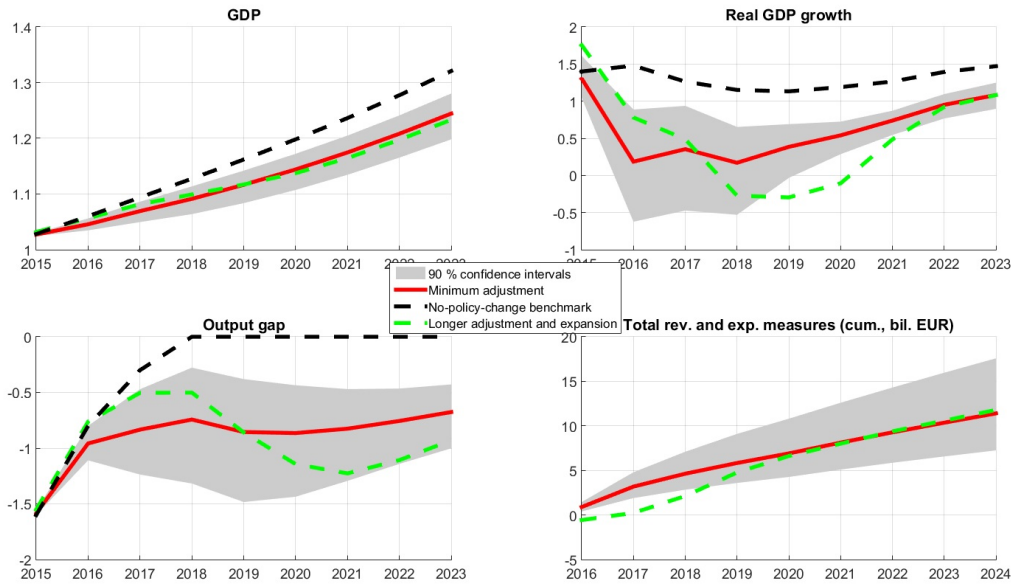 GDP
1.4
1.3
1.2
1.1
1
2015 2016 2017 2018 2019 2020 2021 2022 2023
Real GDP growth
2
1.5
1
0.5
0
-0.5
-1
2015 2016 2017 2018 2019 2020 2021 2022 2023
90 % confidence intervals
Minimum adjustment
No-policy-change benchmark
Longer adjustment and expansion
Output gap
0
-0.5
-1
-1.5
-2
2015 2016 2017 2018 2019 2020 2021 2022 2023
Total rev. and exp. measures (cum., bil. EUR)
20
15
10
5
0
-5
2016 2017 2018 2019 2020 2021 2022 2023 2024